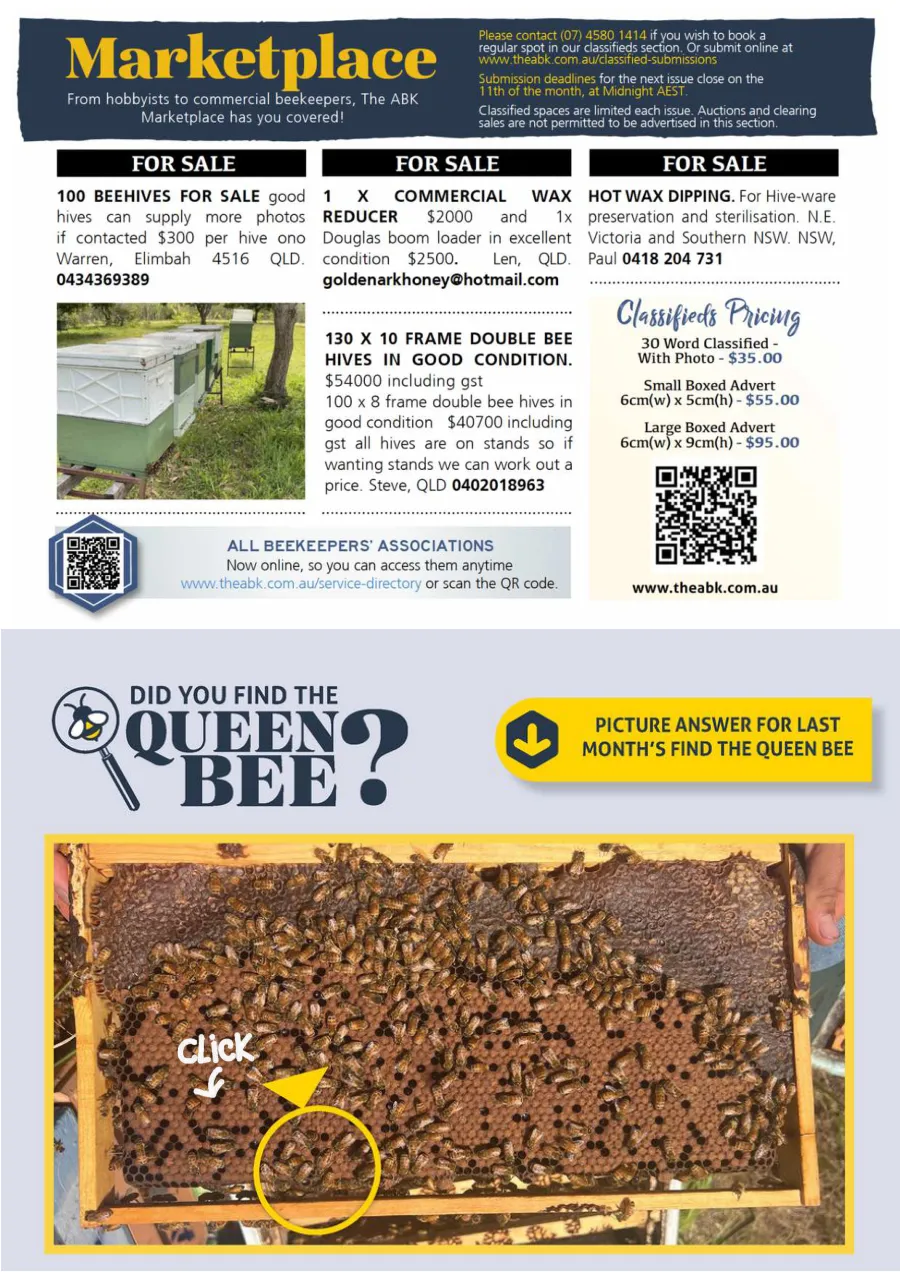 Marketplace
From hobbyists to commercial beekeepers, The ABK
Marketplace has you covered!
Please contact (07) 4580 1414 if you wish to book a
regular spot in our classifieds section. Or submit online at
www.theabk.com.au/classified-submissions
Submission deadlines for the next issue close on the
11th of the month, at Midnight AEST.
Classified spaces are limited each issue. Auctions and clearing
sales are not permitted to be advertised in this section.
FOR SALE
100 BEEHIVES FOR SALE good
hives can supply more photos
if contacted $300 per hive ono
Warren, Elimbah 4516 QLD.
0434369389
FOR SALE
1 X COMMERCIAL WAX
REDUCER $2000 and 1x
Douglas boom loader in excellent
condition $2500. Len, QLD.
goldenarkhoney@hotmail.com
130 X 10 FRAME DOUBLE BEE
HIVES IN GOOD CONDITION.
$54000 including gst
100 x 8 frame double bee hives in
good condition $40700 including
gst all hives are on stands so if
wanting stands we can work out a
price. Steve, QLD 0402018963
FOR SALE
HOT WAX DIPPING. For Hive-ware
preservation and sterilisation. N.E.
Victoria and Southern NSW. NSW,
Paul 0418 204 731
Classifieds Pricing
30 Word Classified -
With Photo - $35.00
Small Boxed Advert
6cm(w) x 5cm(h) - $55.00
Large Boxed Advert
6cm(w) x 9cm(h) - $95.00
www.theabk.com.au
ALL BEEKEEPERS' ASSOCIATIONS
Now online, so you can access them anytime
www.theabk.com.au/service-directory or scan the QR code.
DID YOU FIND THE
QUEEN
BEE?
PICTURE ANSWER FOR LAST
MONTH'S FIND THE QUEEN BEE
CLICK